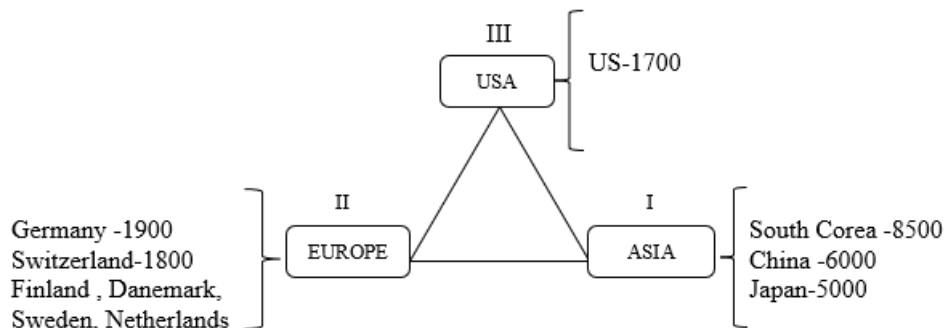 III
USA
US-1700
II
EUROPE
Germany -1900
Switzerland-1800
Finland , Danemark,
Sweden, Netherlands
I
ASIA
South Corea -8500
China -6000
Japan-5000